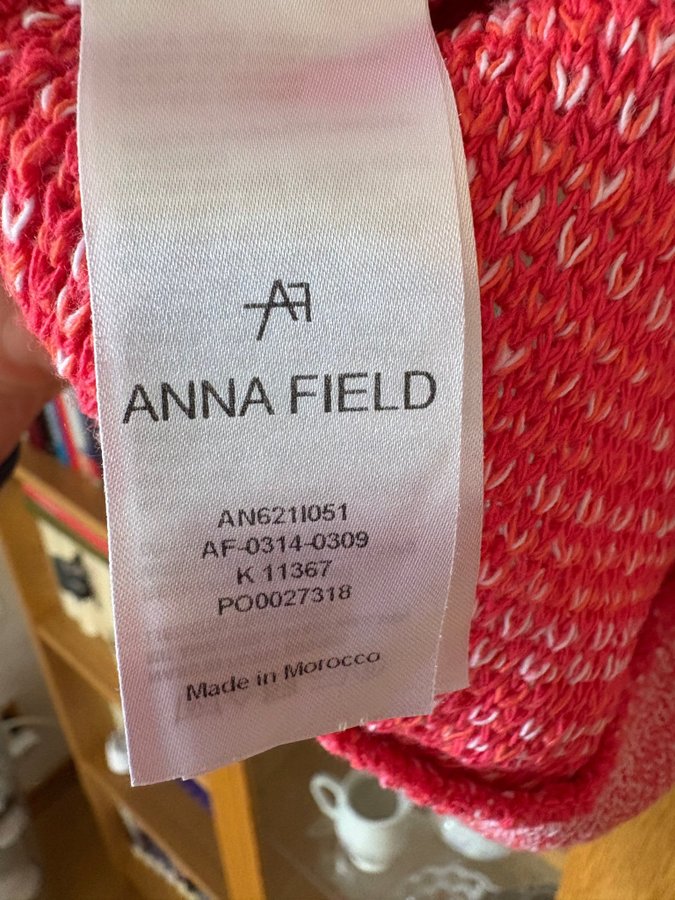 AF
ANNA FIELD
AN621I051
AF-0314-0309
K 11367
PO0027318
Made in Morocco